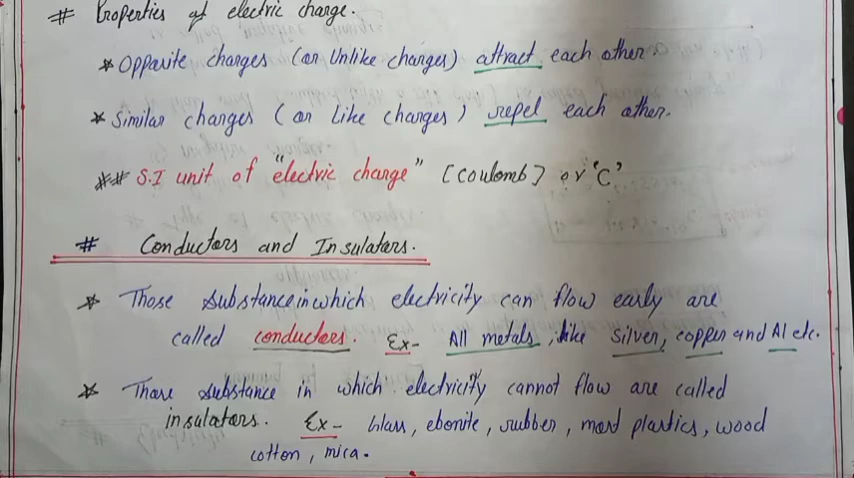 # Properties of electric charge.
* Opposite charges (or Unlike charges) attract each other.
* Similar charges (or Like charges) repel each other.
## S.I unit of "electric charge" [coulomb] or 'C'
# Conductors and Insulators.
* Those substance in which electricity can flow early are
called conductors. Ex- All metals, like Silver, copper and Al etc.
* Those substance in which electricity cannot flow are called
insulators. Ex- Glass, ebonite, rubber, most plastics, wood
cotton, mica.